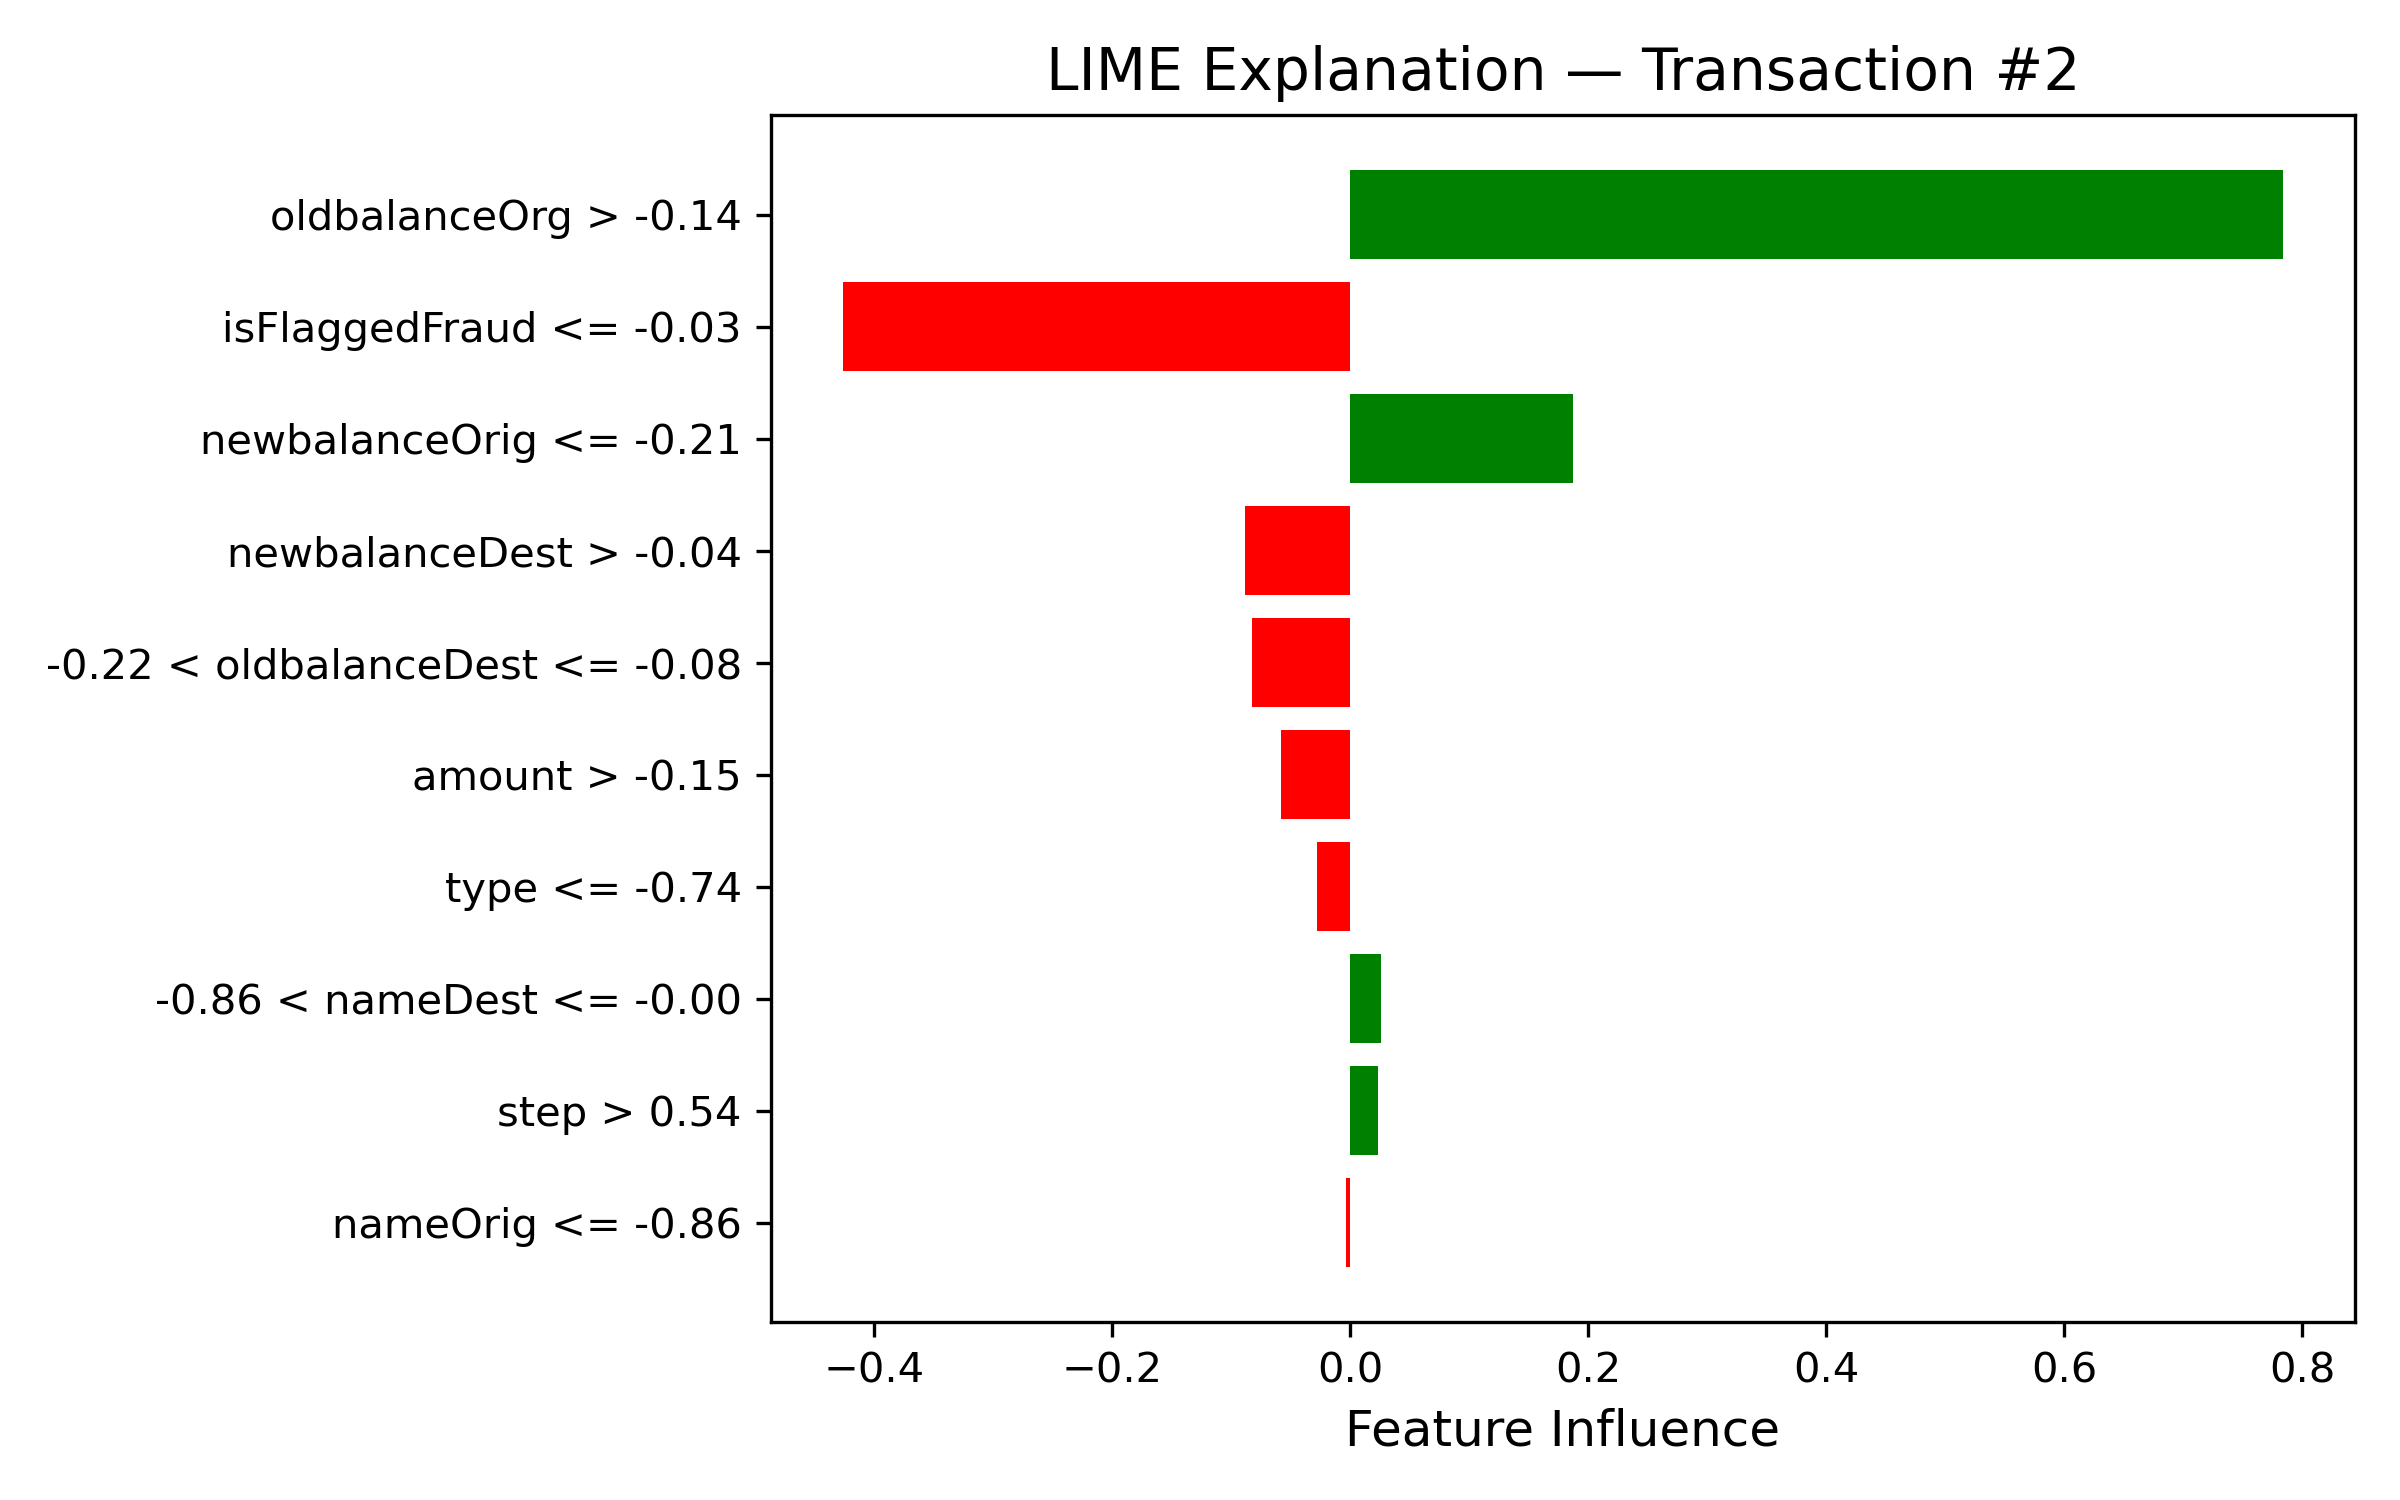 LIME Explanation — Transaction #2
oldbalanceOrg > -0.14
isFlaggedFraud <= -0.03
newbalanceOrig <= -0.21
newbalanceDest > -0.04
-0.22 < oldbalanceDest <= -0.08
amount > -0.15
type <= -0.74
-0.86 < nameDest <= -0.00
step > 0.54
nameOrig <= -0.86
−0.4 −0.2 0.0 0.2 0.4 0.6 0.8
Feature Influence